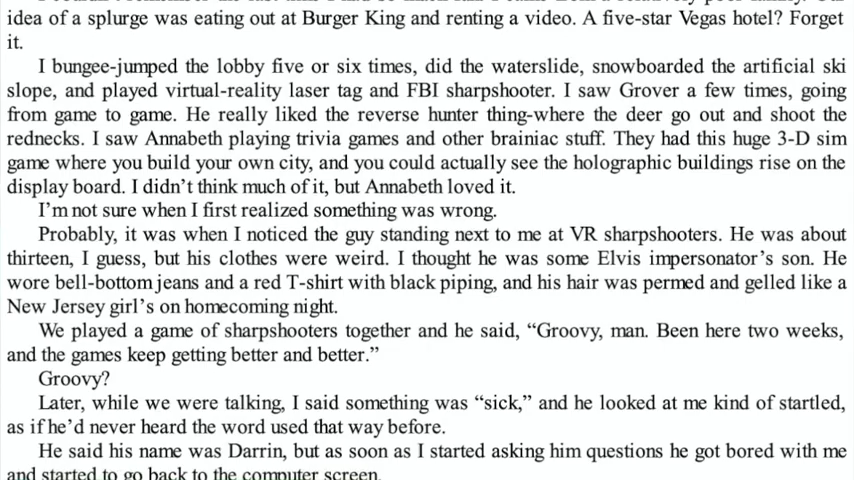 idea of a splurge was eating out at Burger King and renting a video. A five-star Vegas hotel? Forget
it.
I bungee-jumped the lobby five or six times, did the waterslide, snowboarded the artificial ski
slope, and played virtual-reality laser tag and FBI sharpshooter. I saw Grover a few times, going
from game to game. He really liked the reverse hunter thing-where the deer go out and shoot the
rednecks. I saw Annabeth playing trivia games and other brainiac stuff. They had this huge 3-D sim
game where you build your own city, and you could actually see the holographic buildings rise on the
display board. I didn’t think much of it, but Annabeth loved it.
I’m not sure when I first realized something was wrong.
Probably, it was when I noticed the guy standing next to me at VR sharpshooters. He was about
thirteen, I guess, but his clothes were weird. I thought he was some Elvis impersonator’s son. He
wore bell-bottom jeans and a red T-shirt with black piping, and his hair was permed and gelled like a
New Jersey girl’s on homecoming night.
We played a game of sharpshooters together and he said, “Groovy, man. Been here two weeks,
and the games keep getting better and better.”
Groovy?
Later, while we were talking, I said something was “sick,” and he looked at me kind of startled,
as if he’d never heard the word used that way before.
He said his name was Darrin, but as soon as I started asking him questions he got bored with me
and started to go back to the computer screen.